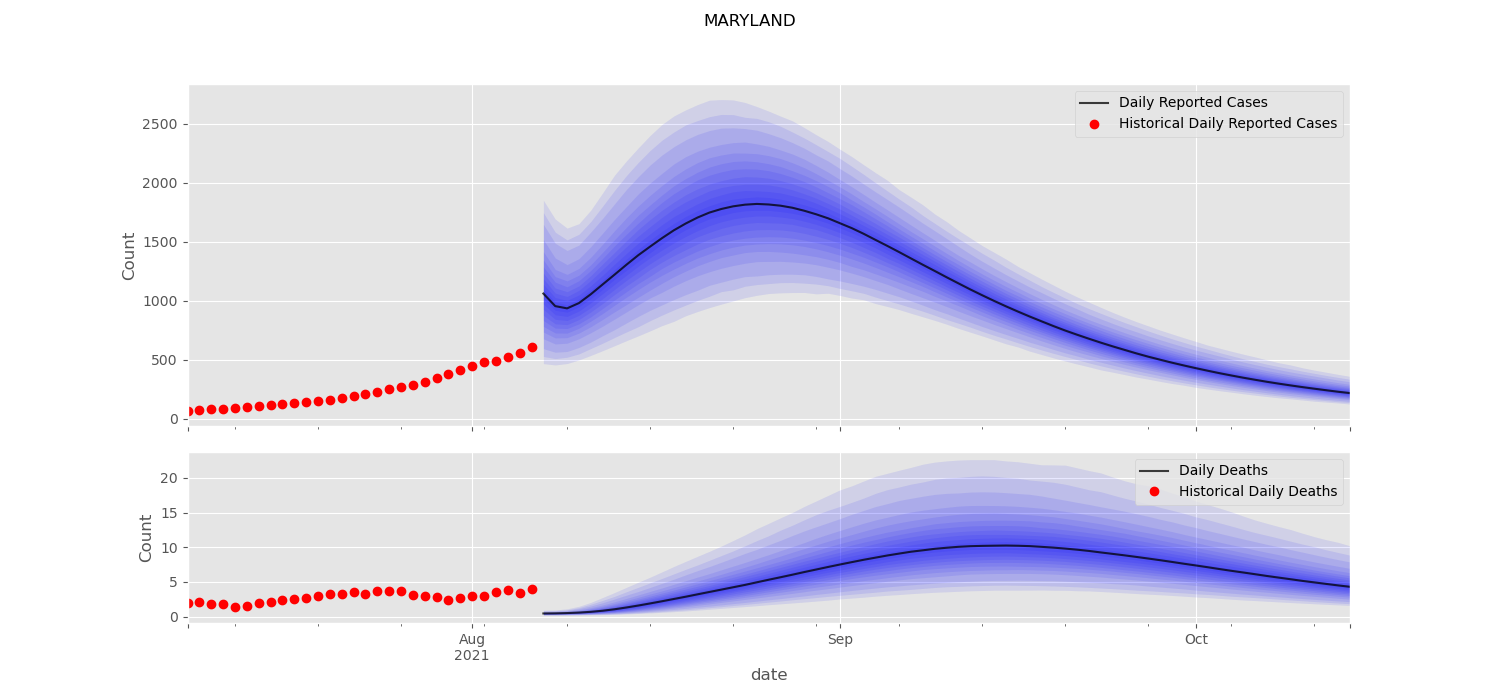 MARYLAND
Count
2500
2000
1500
1000
500
0
Daily Reported Cases
Historical Daily Reported Cases
Count
20
15
10
5
0
Daily Deaths
Historical Daily Deaths
Aug
2021
Sep
Oct
date